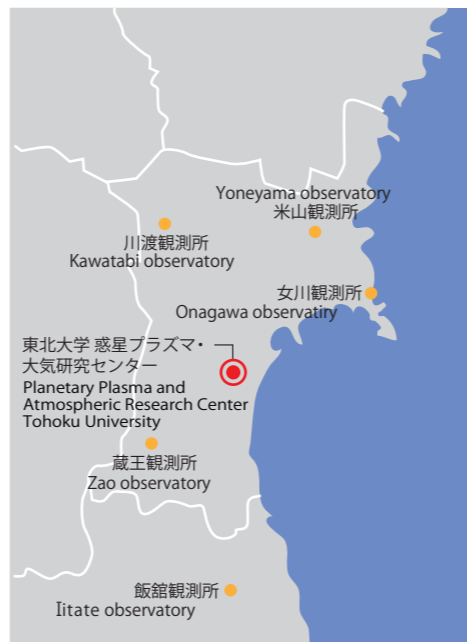 Yoneyama observatory
米山観測所
川渡観測所
Kawatabi observatory
女川観測所
Onagawa observatiry
東北大学 惑星プラズマ・
大気研究センター
Planetary Plasma and
Atmospheric Research Center
Tohoku University
蔵王観測所
Zao observatory
飯舘観測所
Iitate observatory